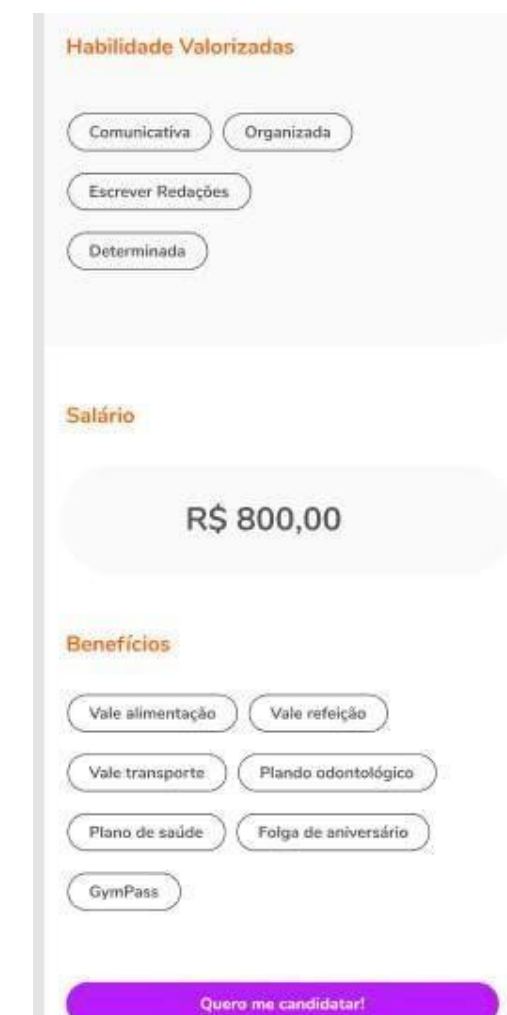 Habilidade Valorizadas
Comunicativa Organizada
Escrever Redações
Determinada
Salário
R$ 800,00
Benefícios
Vale alimentação Vale refeição
Vale transporte Plando odontológico
Plano de saúde Folga de aniversário
GymPass
Quero me candidatar!